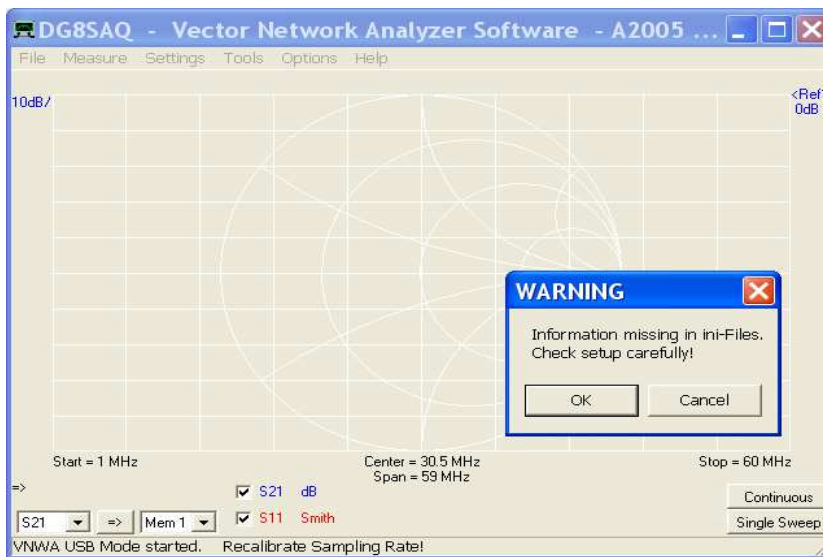 DG8SAQ - Vector Network Analyzer Software - A2005 ...
File Measure Settings Tools Options Help
10dB/
<Ref
0dB
WARNING
Information missing in ini-Files.
Check setup carefully!
OK Cancel
Start = 1 MHz Center = 30.5 MHz Stop = 60 MHz
Span = 59 MHz
=>
S21 dB
Continuous
S21 => Mem 1 S11 Smith Single Sweep
VNWA USB Mode started. Recalibrate Sampling Rate!